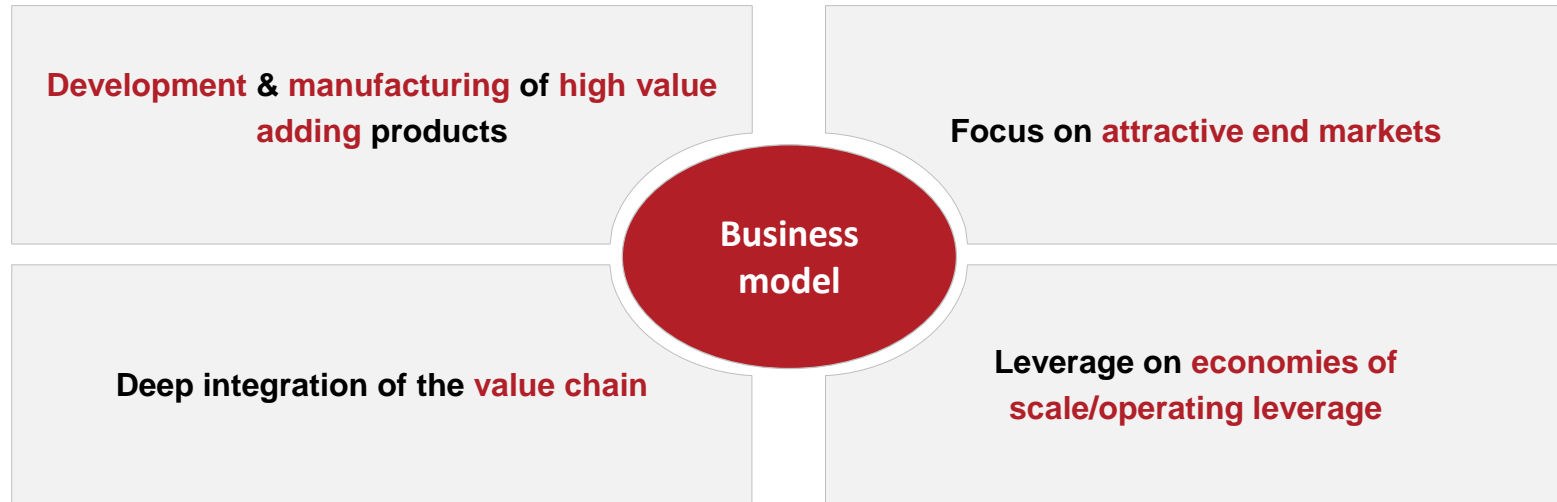 Development & manufacturing of high value
adding products
Focus on attractive end markets
Business
model
Deep integration of the value chain
Leverage on economies of
scale/operating leverage